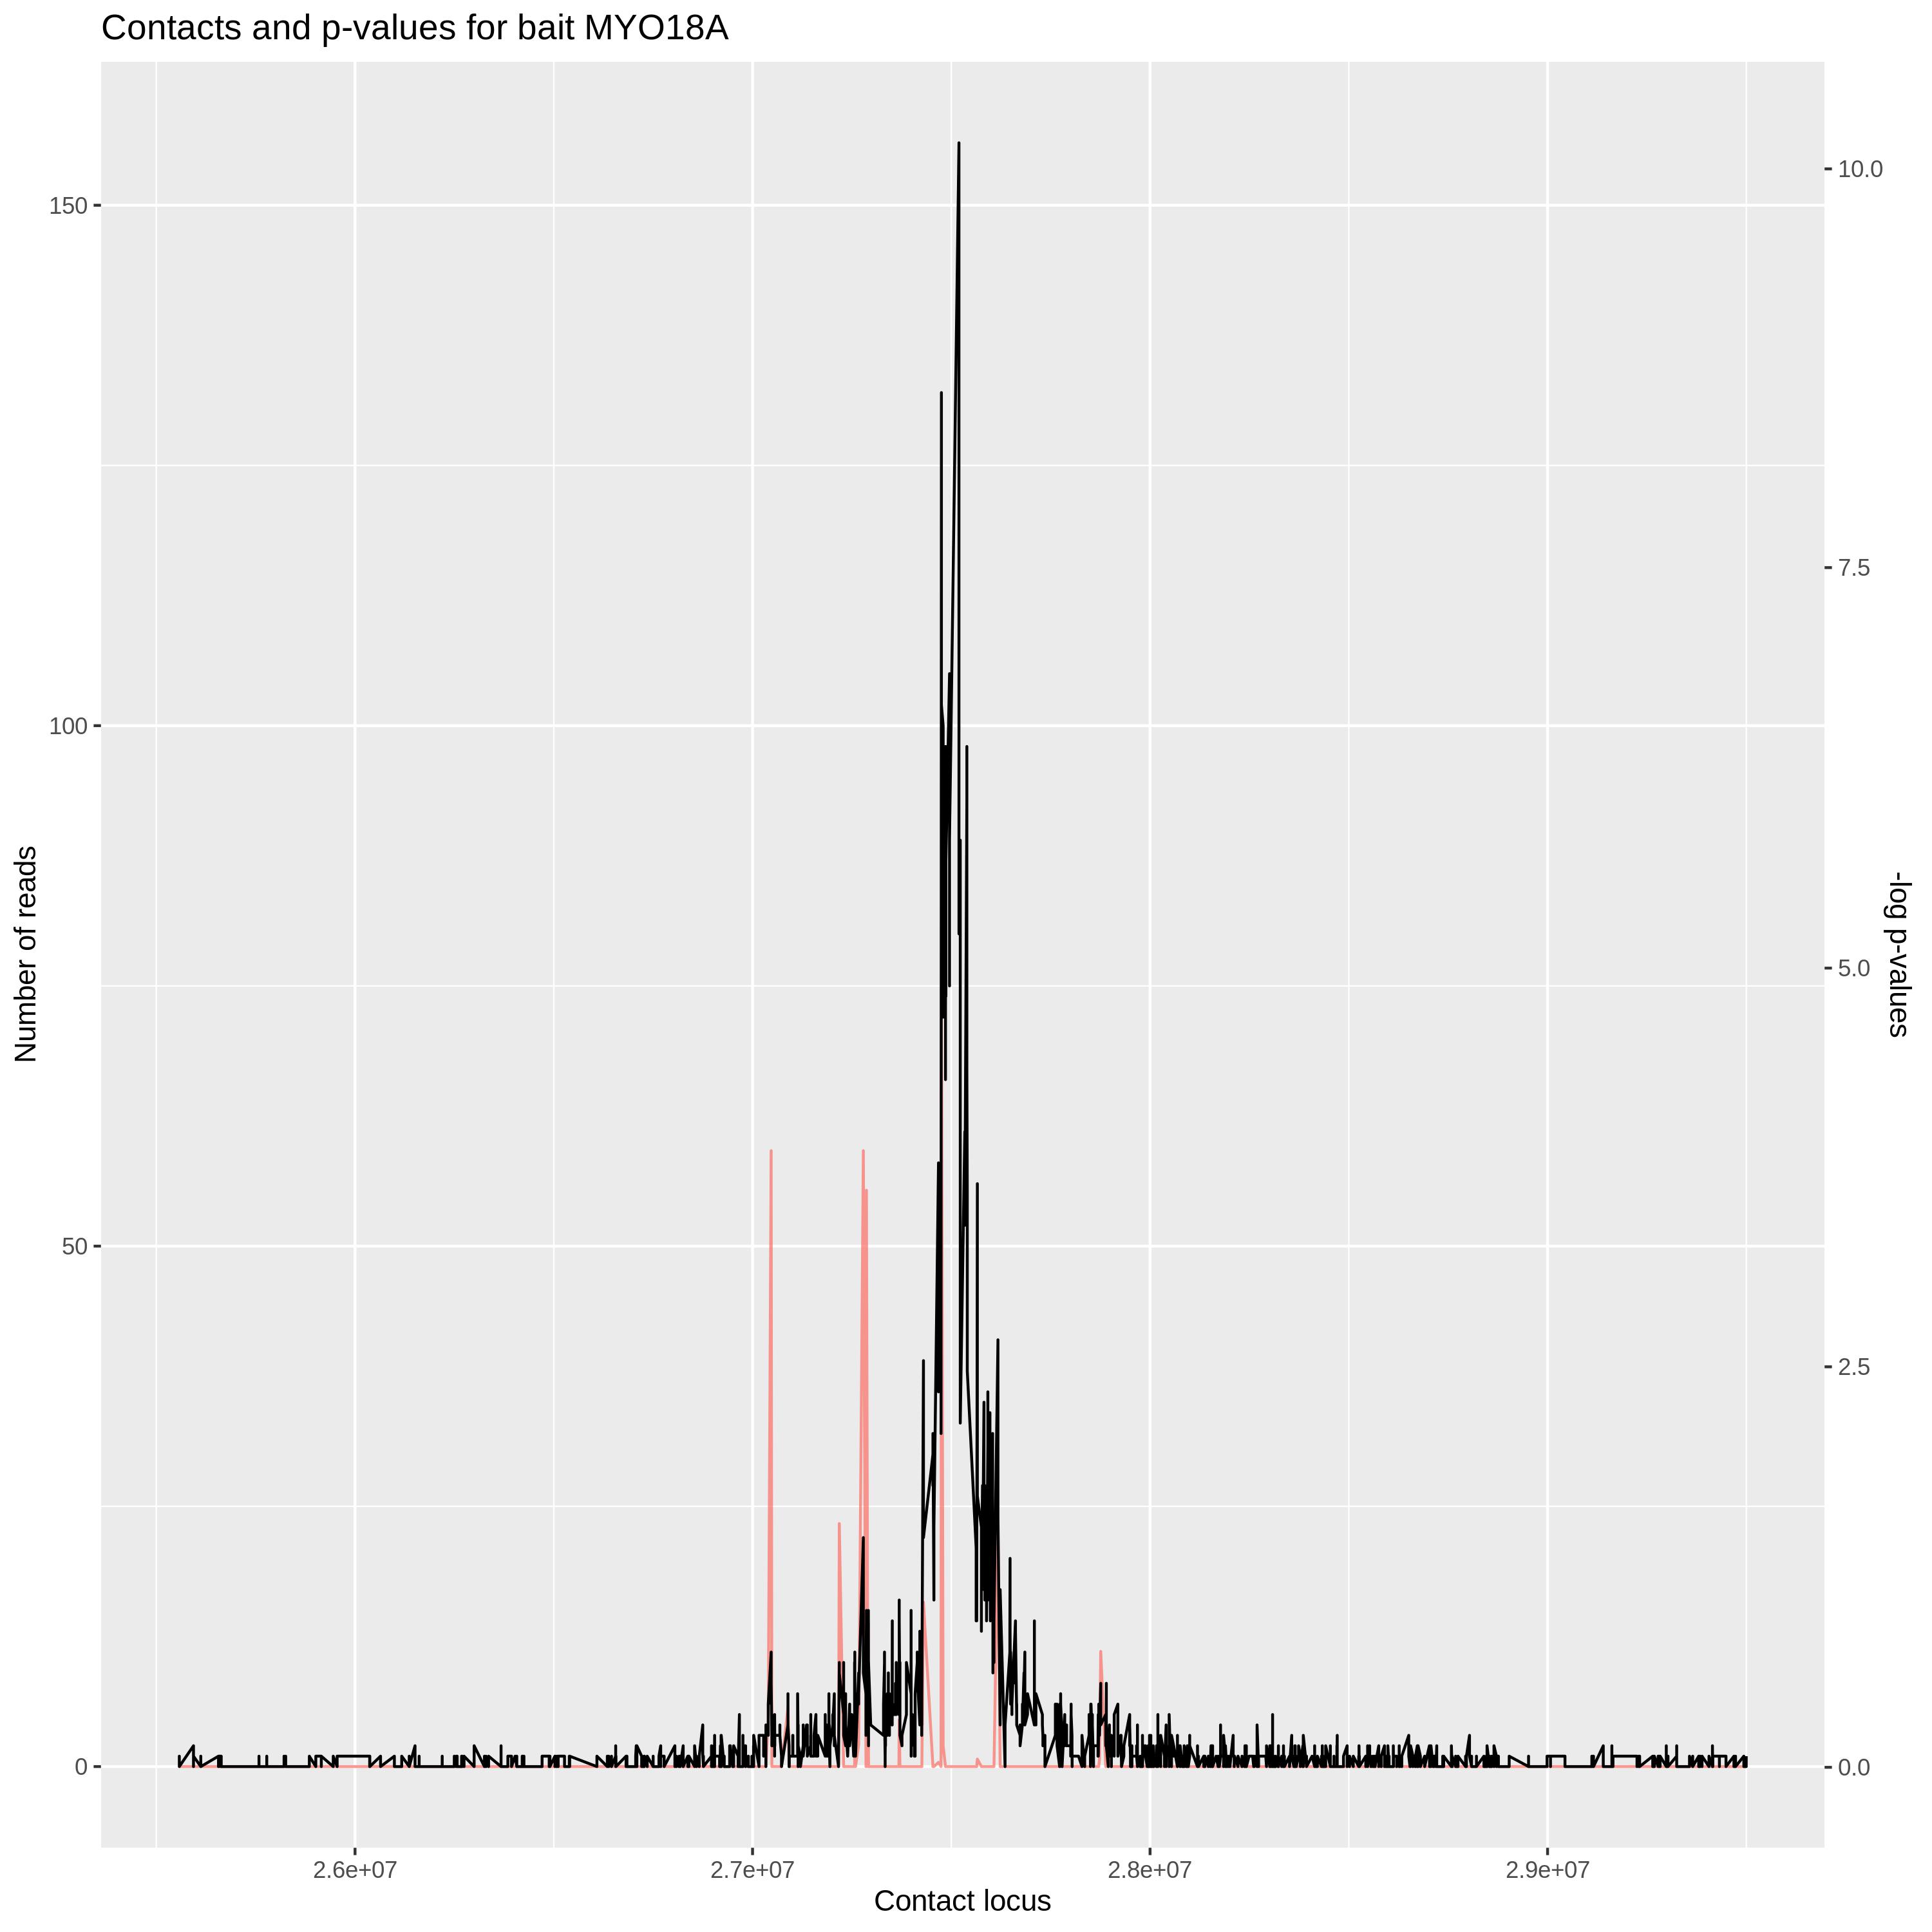 Contacts and p-values for bait MYO18A
150
100
50
0
Number of reads
10.0
7.5
5.0
2.5
0.0
-log p-values
2.6e+07
2.7e+07
2.8e+07
2.9e+07
Contact locus